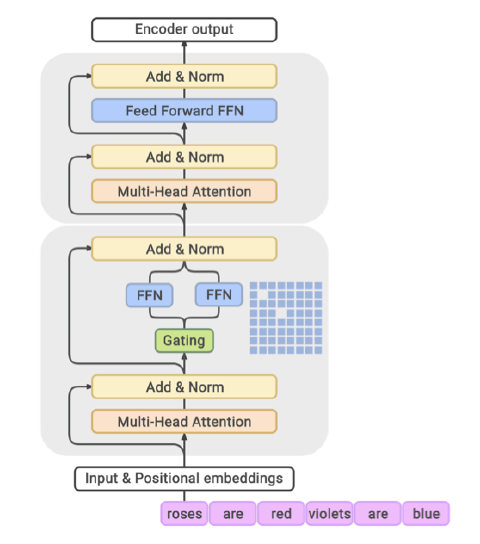 Encoder output
Add & Norm
Feed Forward FFN
Add & Norm
Multi-Head Attention
Add & Norm
FFN FFN
Gating
Add & Norm
Multi-Head Attention
Input & Positional embeddings
roses are red violets are blue